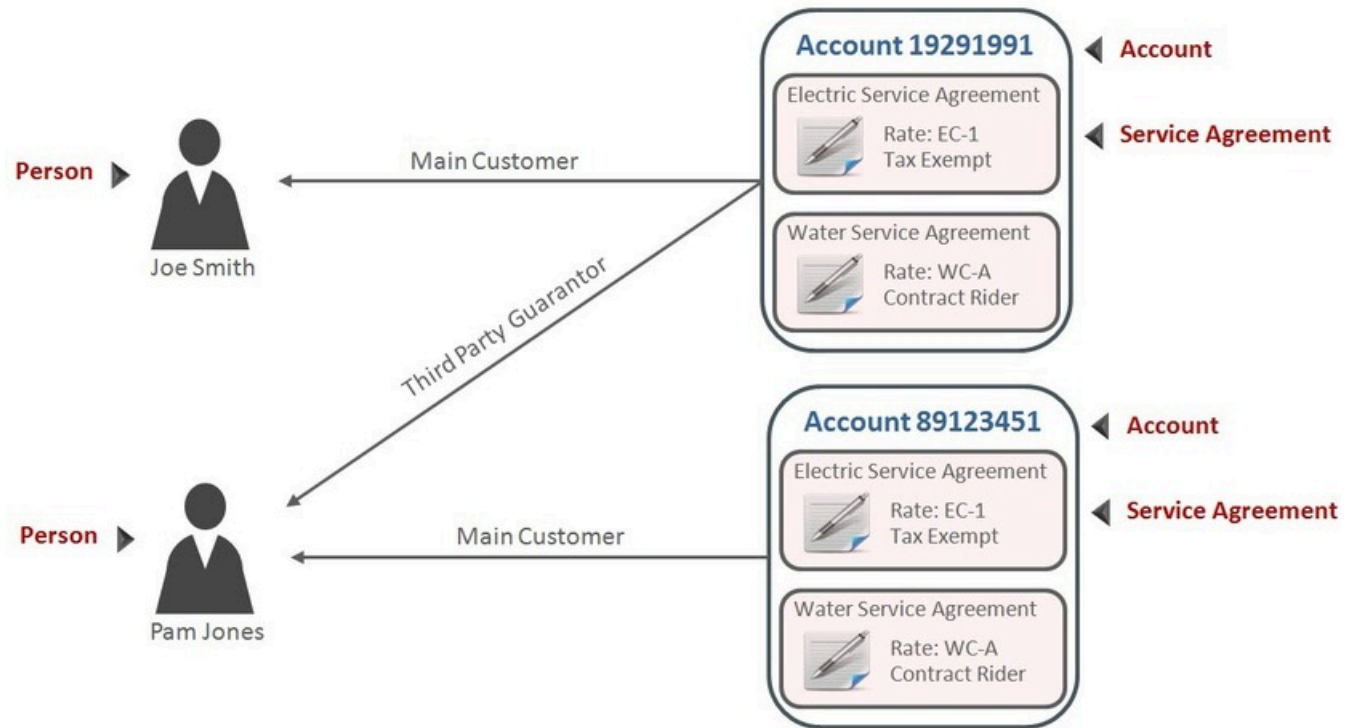 Account 19291991
Account
Electric Service Agreement
Rate: EC-1
Tax Exempt
Service Agreement
Main Customer
Person
Joe Smith
Water Service Agreement
Rate: WC-A
Contract Rider
Third Party Guarantor
Account 89123451
Account
Electric Service Agreement
Rate: EC-1
Tax Exempt
Service Agreement
Person
Main Customer
Pam Jones
Water Service Agreement
Rate: WC-A
Contract Rider